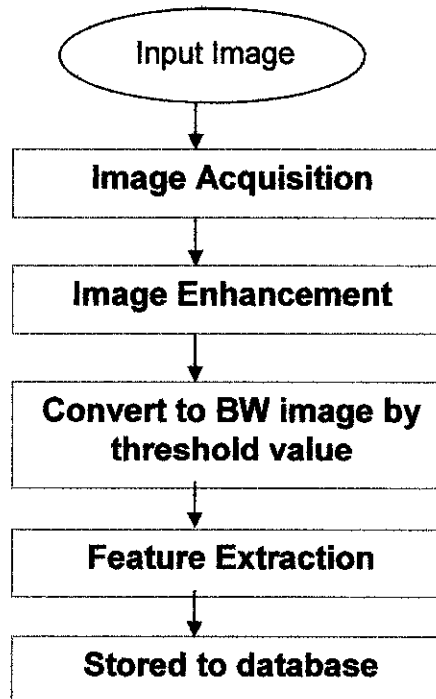 Input Image
Image Acquisition
Image Enhancement
Convert to BW image by
threshold value
Feature Extraction
Stored to database